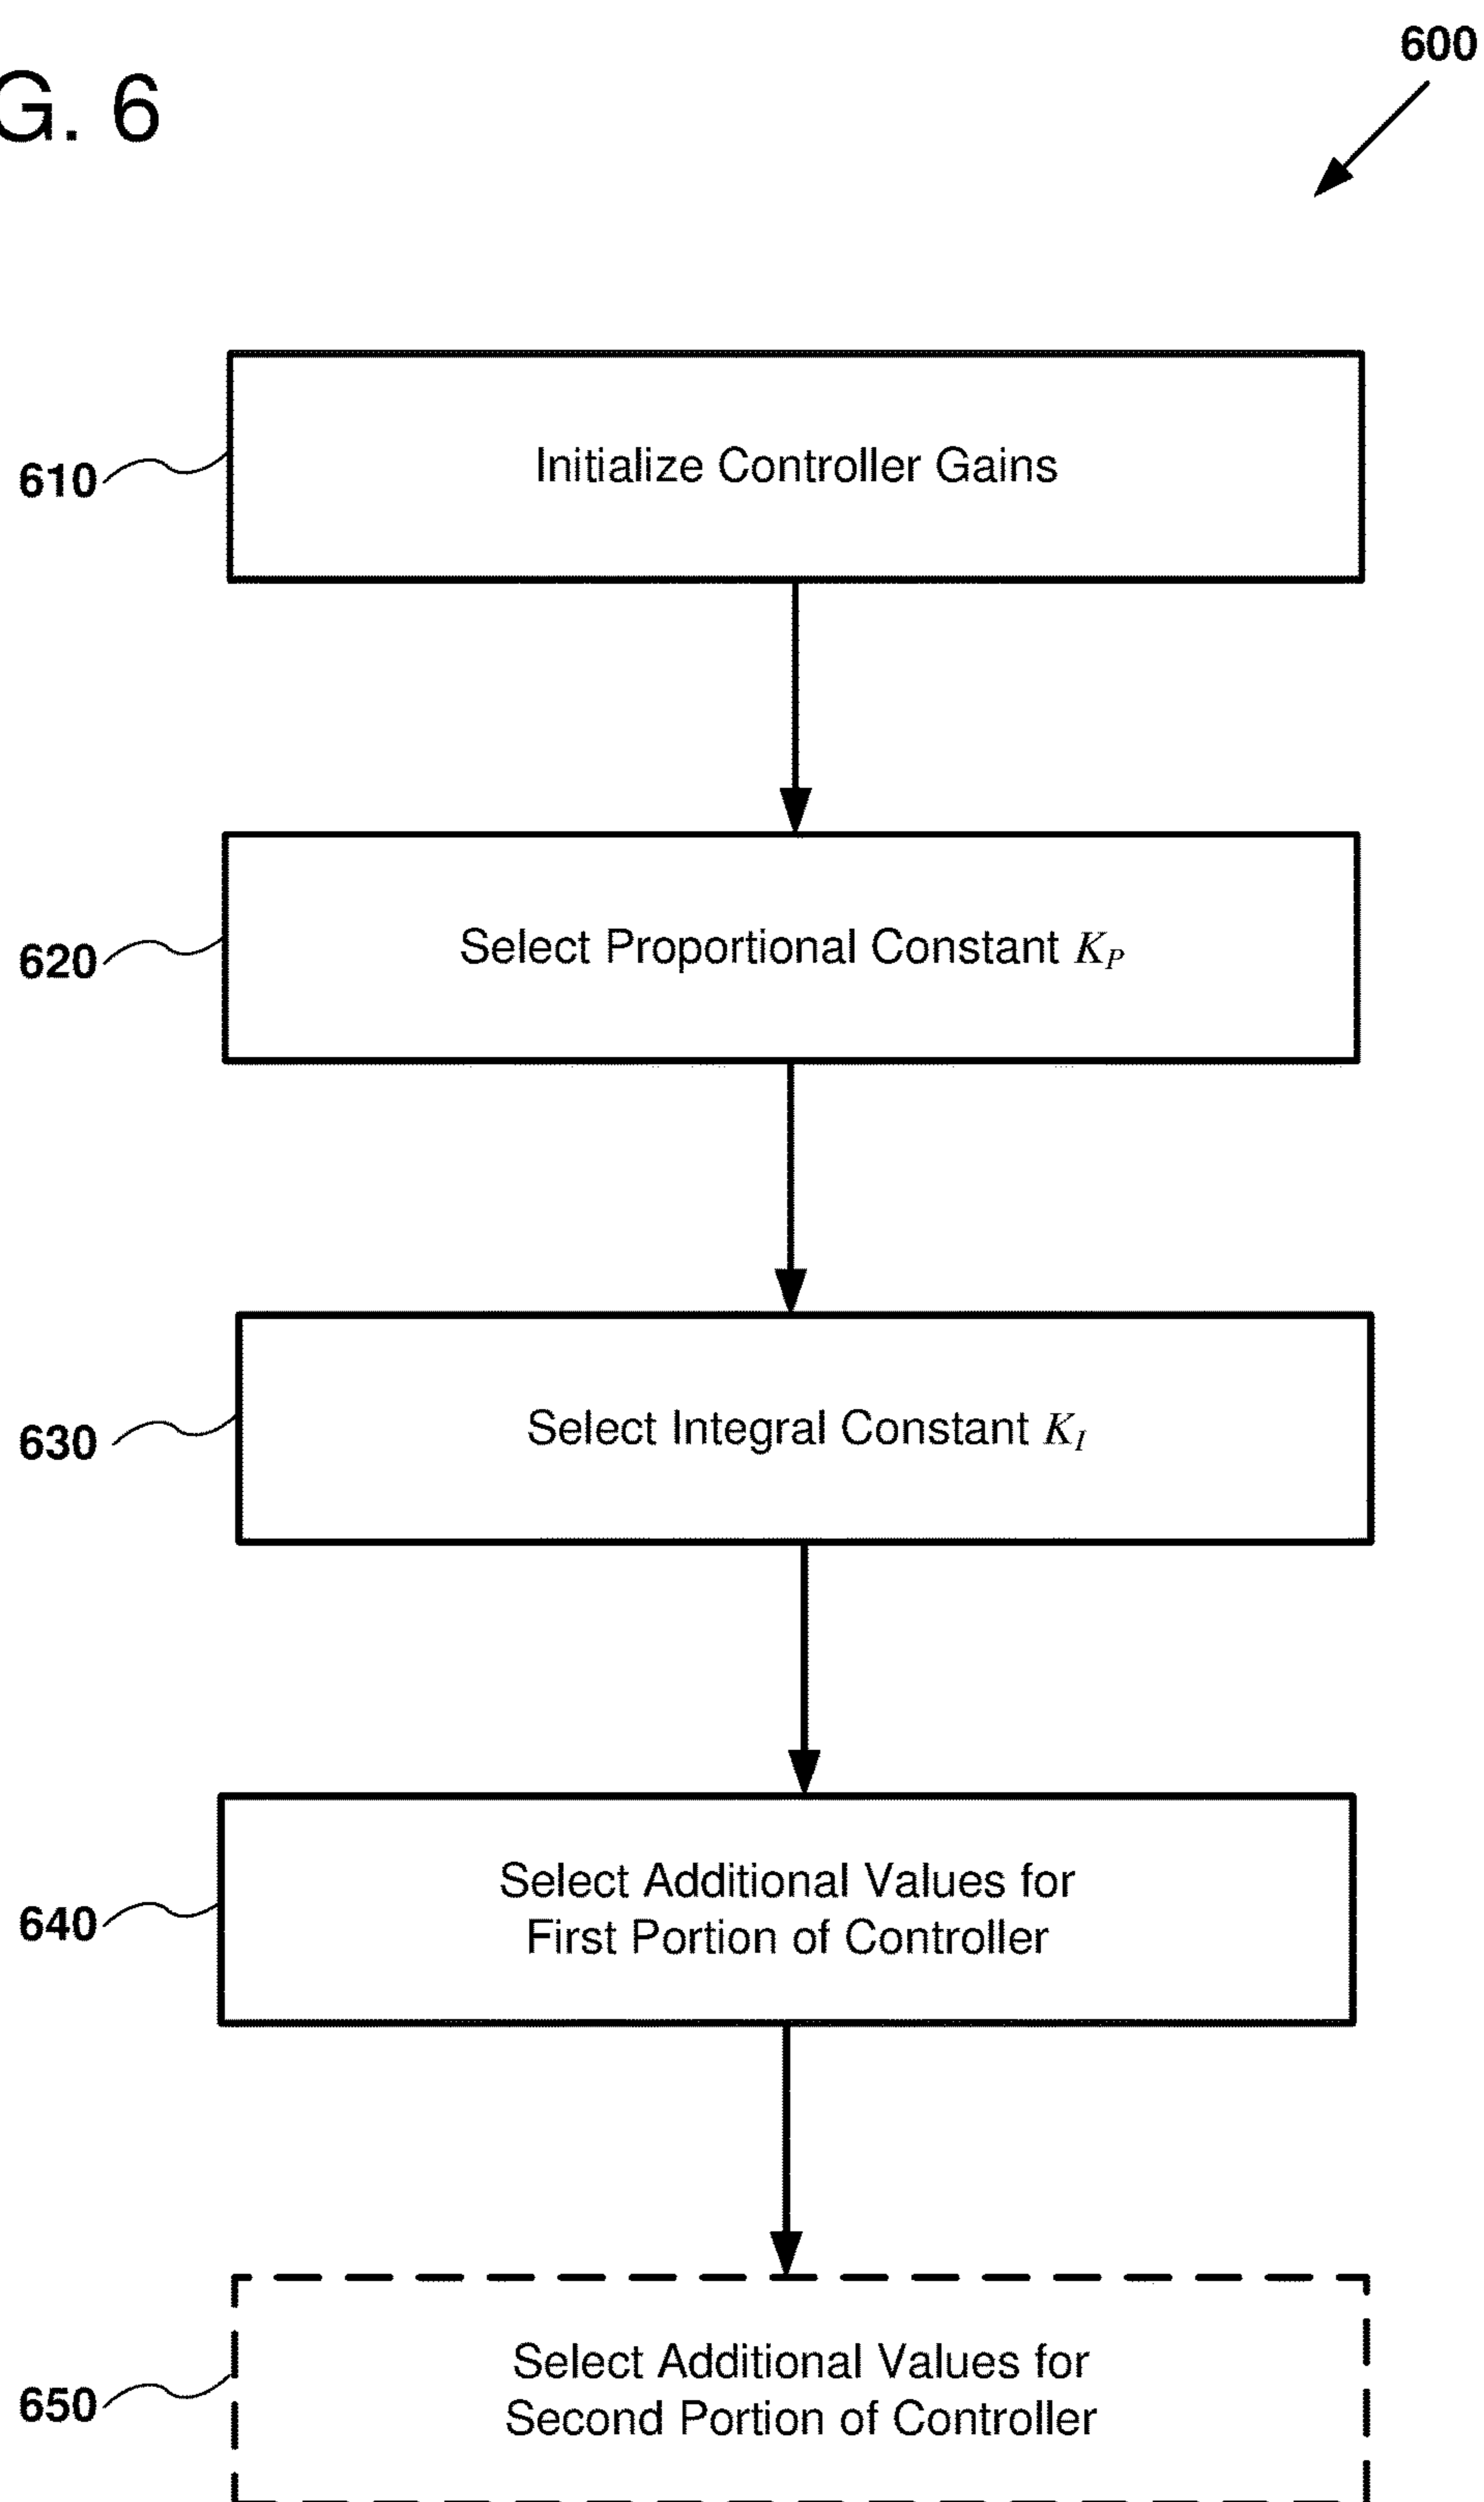 G. 6
600
610
Initialize Controller Gains
620
Select Proportional Constant K_P
630
Select Integral Constant K_I
640
Select Additional Values for
First Portion of Controller
650
Select Additional Values for
Second Portion of Controller